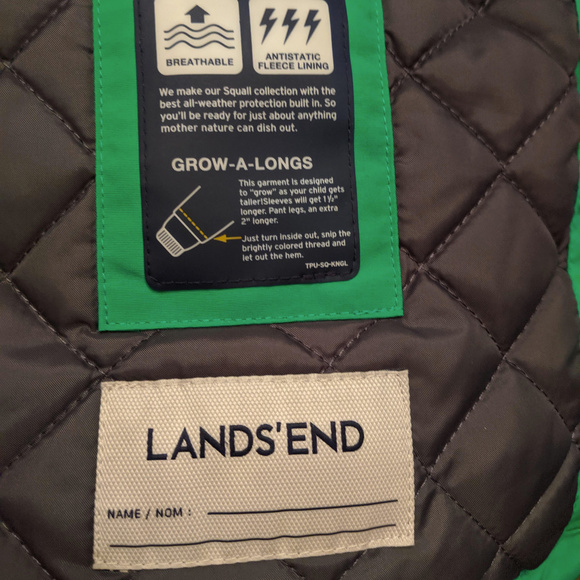 BREATHABLE
ANTISTATIC
FLEECE LINING
We make our Squall collection with the
best all-weather protection built in. So
you'll be ready for just about anything
mother nature can dish out.
GROW-A-LONGS
This garment is designed
to "grow" as your child gets
taller!Sleeves will get 1½"
longer. Pant legs, an extra
2" longer.
Just turn inside out, snip the
brightly colored thread and
let out the hem.
TPU-SQ-KNGL
LANDS'END
NAME / NOM :